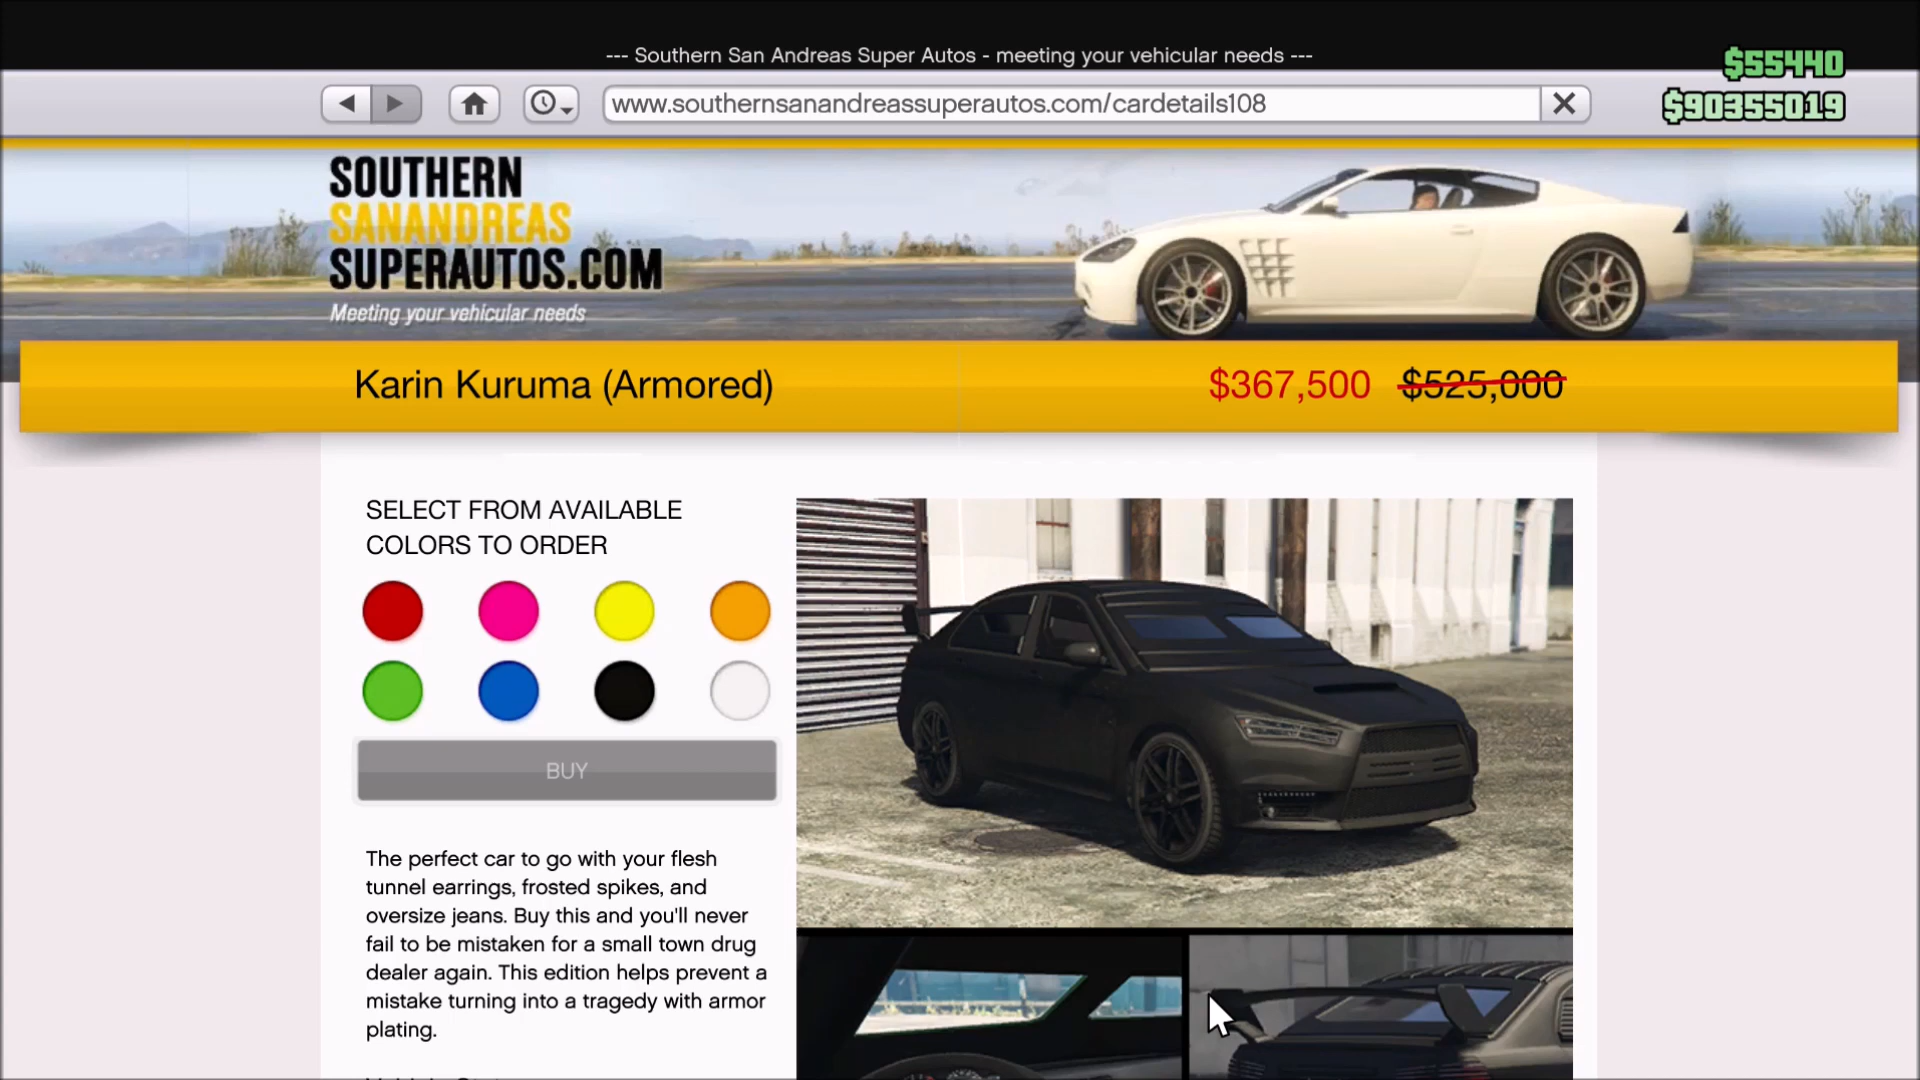 --- Southern San Andreas Super Autos - meeting your vehicular needs ---
$55440
www.southernsanandreassuperautos.com/cardetails108
$90355019
SOUTHERN
SANANDREAS
SUPERAUTOS.COM
Meeting your vehicular needs
Karin Kuruma (Armored)
$367,500 $525,000
SELECT FROM AVAILABLE
COLORS TO ORDER
BUY
The perfect car to go with your flesh
tunnel earrings, frosted spikes, and
oversize jeans. Buy this and you'll never
fail to be mistaken for a small town drug
dealer again. This edition helps prevent a
mistake turning into a tragedy with armor
plating.